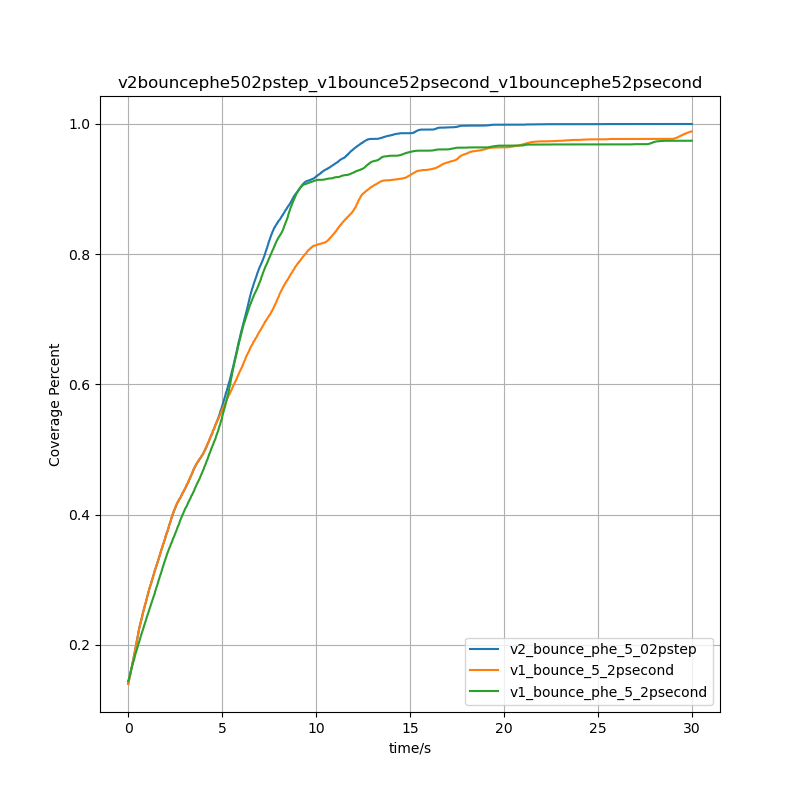 v2bouncephe502pstep_v1bounce52psecond_v1bouncephe52psecond
1.0
0.8
0.6
0.4
0.2
Coverage Percent
0 5 10 15 20 25 30
time/s
v2_bounce_phe_5_02pstep
v1_bounce_5_2psecond
v1_bounce_phe_5_2psecond